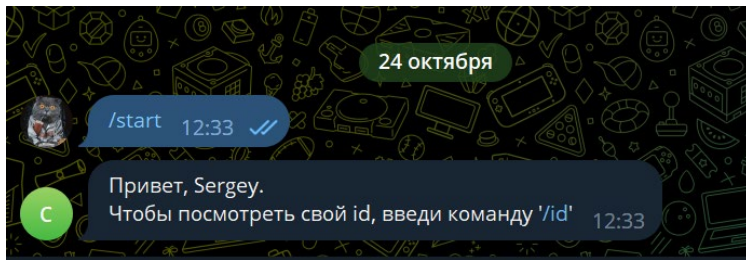 24 октября
/start 12:33
С
Привет, Sergey.
Чтобы посмотреть свой id, введи команду '/id' 12:33